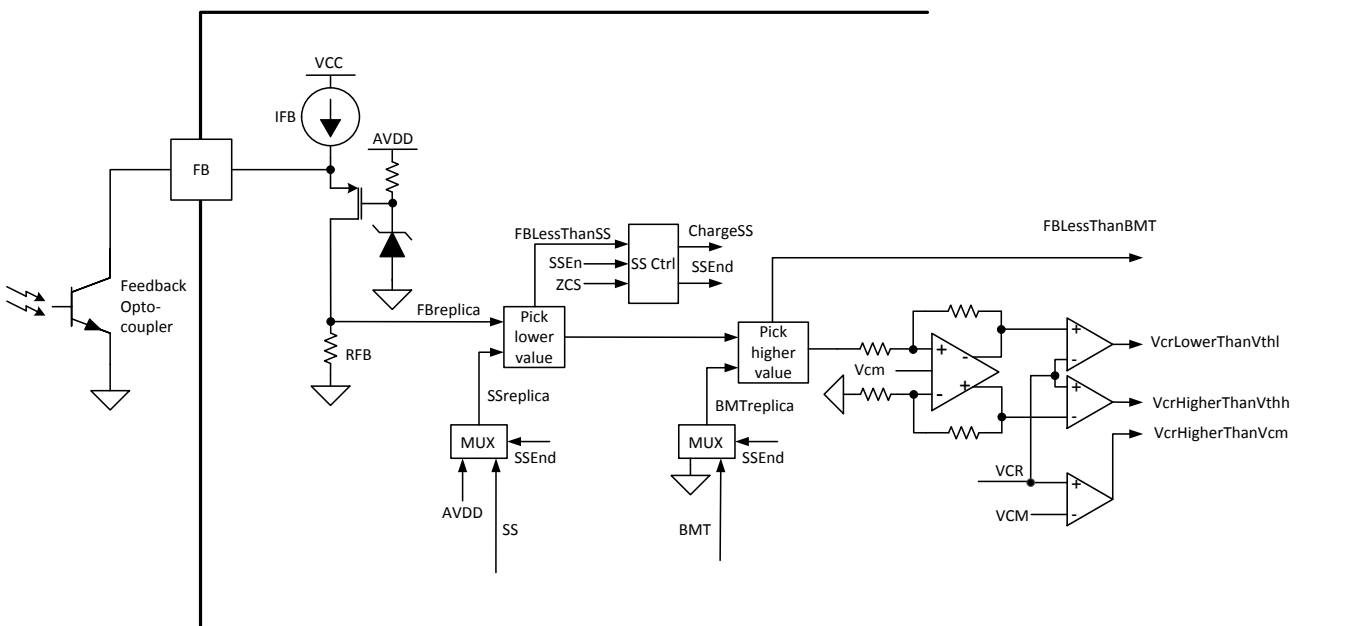 VCC
IFB
AVDD
FB
FBLessThanBMT
FBLessThanSS
ChargeSS
SSEn
SS Ctrl
SSEnd
ZCS
Feedback
Opto-
coupler
FBreplica
Pick
lower
value
RFB
Pick
higher
value
Vcm
+
-
+
-
+
-
+
-
VcrLowerThanVthl
VcrHigherThanVthh
VcrHigherThanVcm
SSreplica
BMTreplica
MUX
SSEnd
MUX
SSEnd
AVDD
SS
BMT
VCR
VCM
+
-